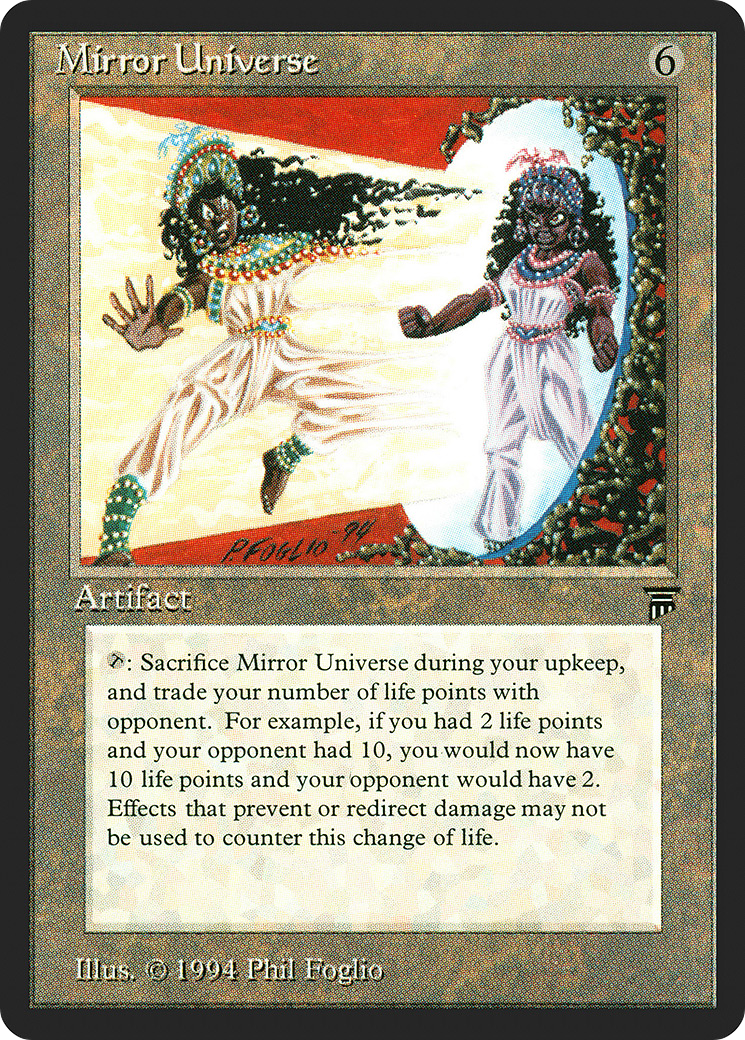 Mirror Universe 6
P. FOGLIO -94
Artifact
: Sacrifice Mirror Universe during your upkeep,
and trade your number of life points with
opponent. For example, if you had 2 life points
and your opponent had 10, you would now have
10 life points and your opponent would have 2.
Effects that prevent or redirect damage may not
be used to counter this change of life.
Illus. © 1994 Phil Foglio